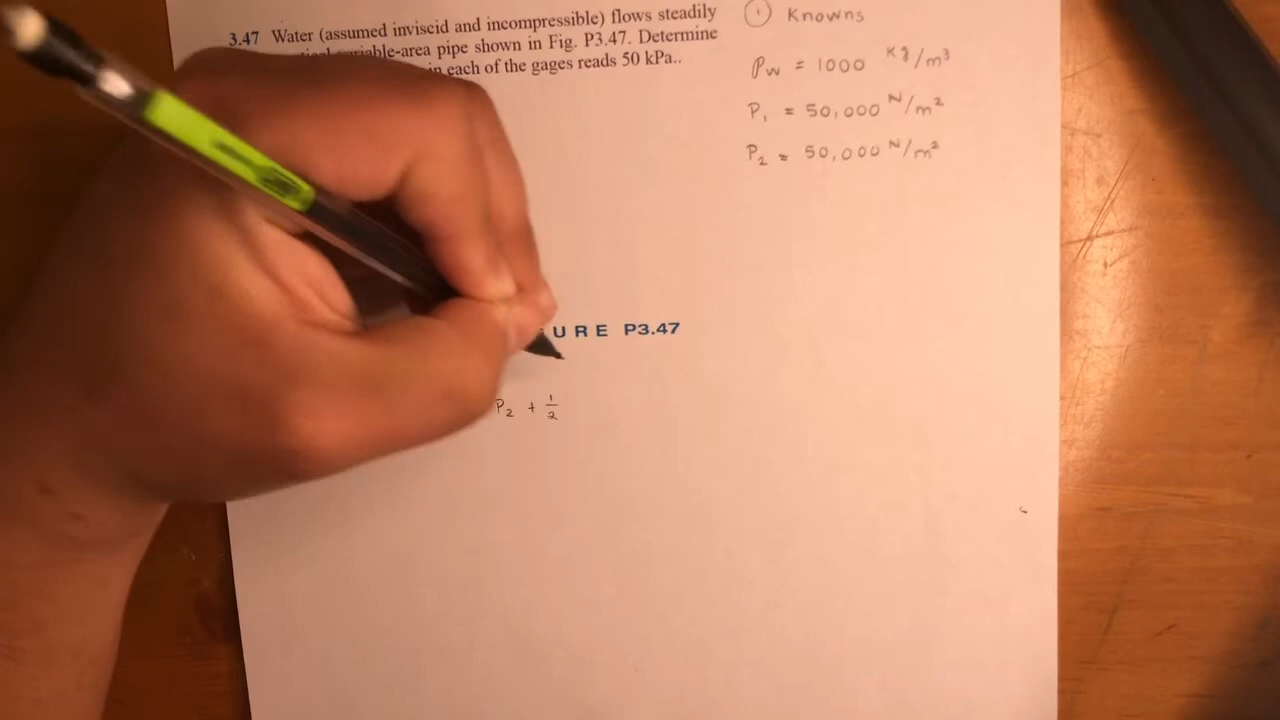 3.47 Water (assumed inviscid and incompressible) flows steadily
pipe shown in Fig. P3.47. Determine
each of the gages reads 50 kPa..
URE P3.47
① Knowns
ρw = 1000 Kg/m³
P₁ = 50,000 N/m²
P₂ = 50,000 N/m²
P₂ + 1/2